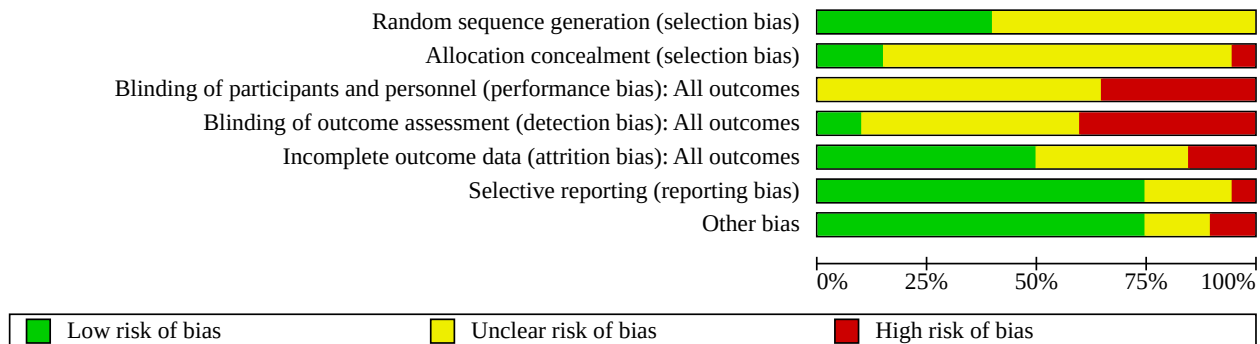 Random sequence generation (selection bias)
Allocation concealment (selection bias)
Blinding of participants and personnel (performance bias): All outcomes
Blinding of outcome assessment (detection bias): All outcomes
Incomplete outcome data (attrition bias): All outcomes
Selective reporting (reporting bias)
Other bias
0% 25% 50% 75% 100%
Low risk of bias Unclear risk of bias High risk of bias